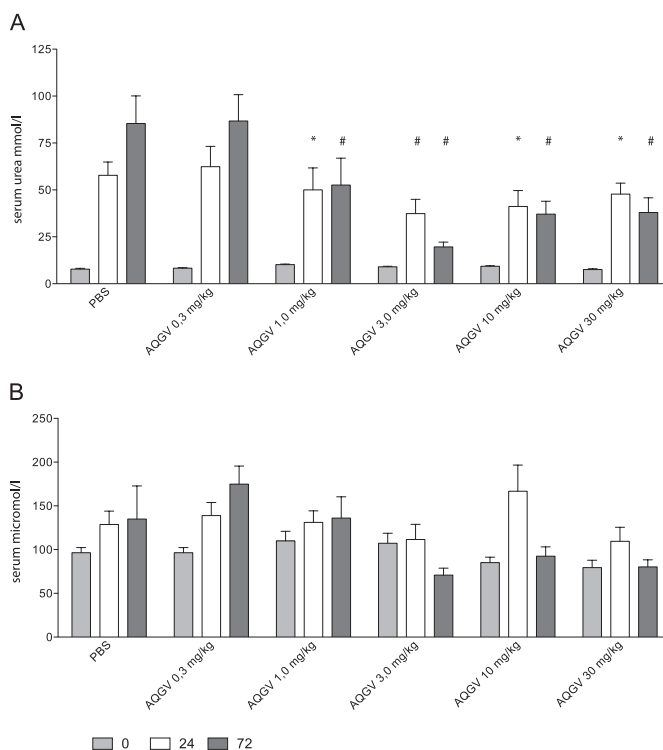 A
125
100
75
50
25
0
serum urea mmol/l
* # # # * # * #
PBS
AQGV 0,3 mg/kg
AQGV 1,0 mg/kg
AQGV 3,0 mg/kg
AQGV 10 mg/kg
AQGV 30 mg/kg
B
250
200
150
100
50
0
serum micromol/l
PBS
AQGV 0,3 mg/kg
AQGV 1,0 mg/kg
AQGV 3,0 mg/kg
AQGV 10 mg/kg
AQGV 30 mg/kg
0 24 72